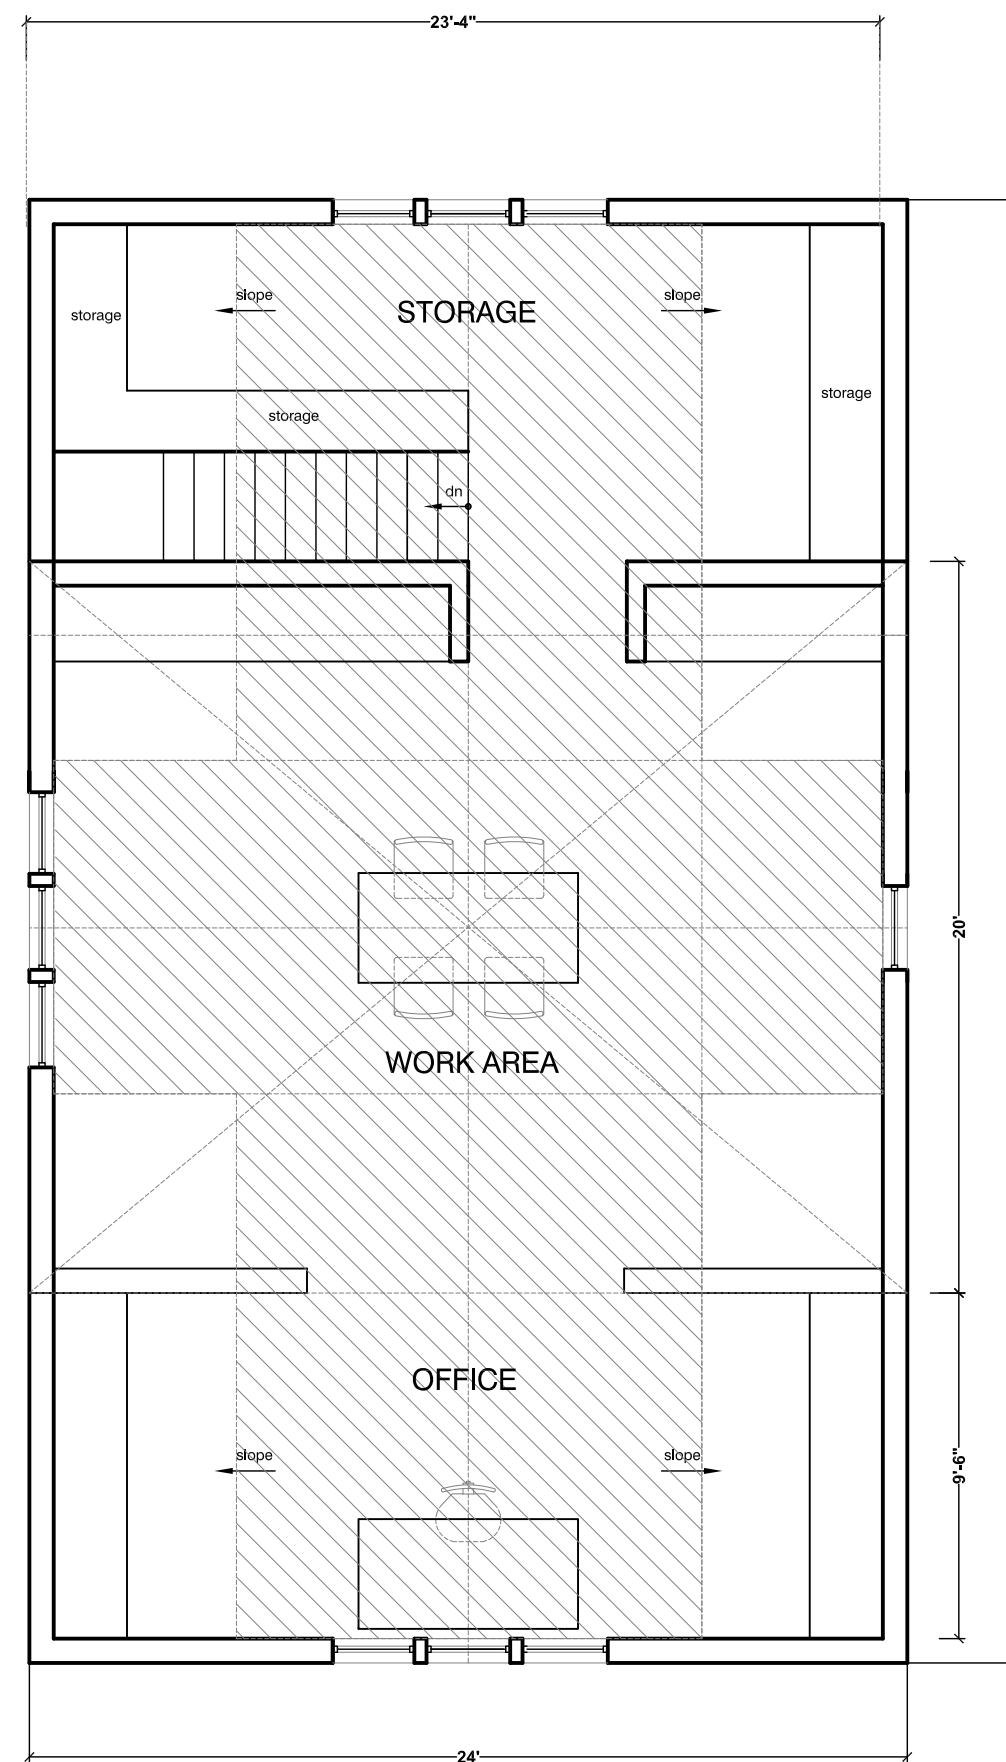 23'-4"
slope
slope
STORAGE
storage
storage
storage
dn
20'
WORK AREA
OFFICE
slope
slope
9'-6"
24'